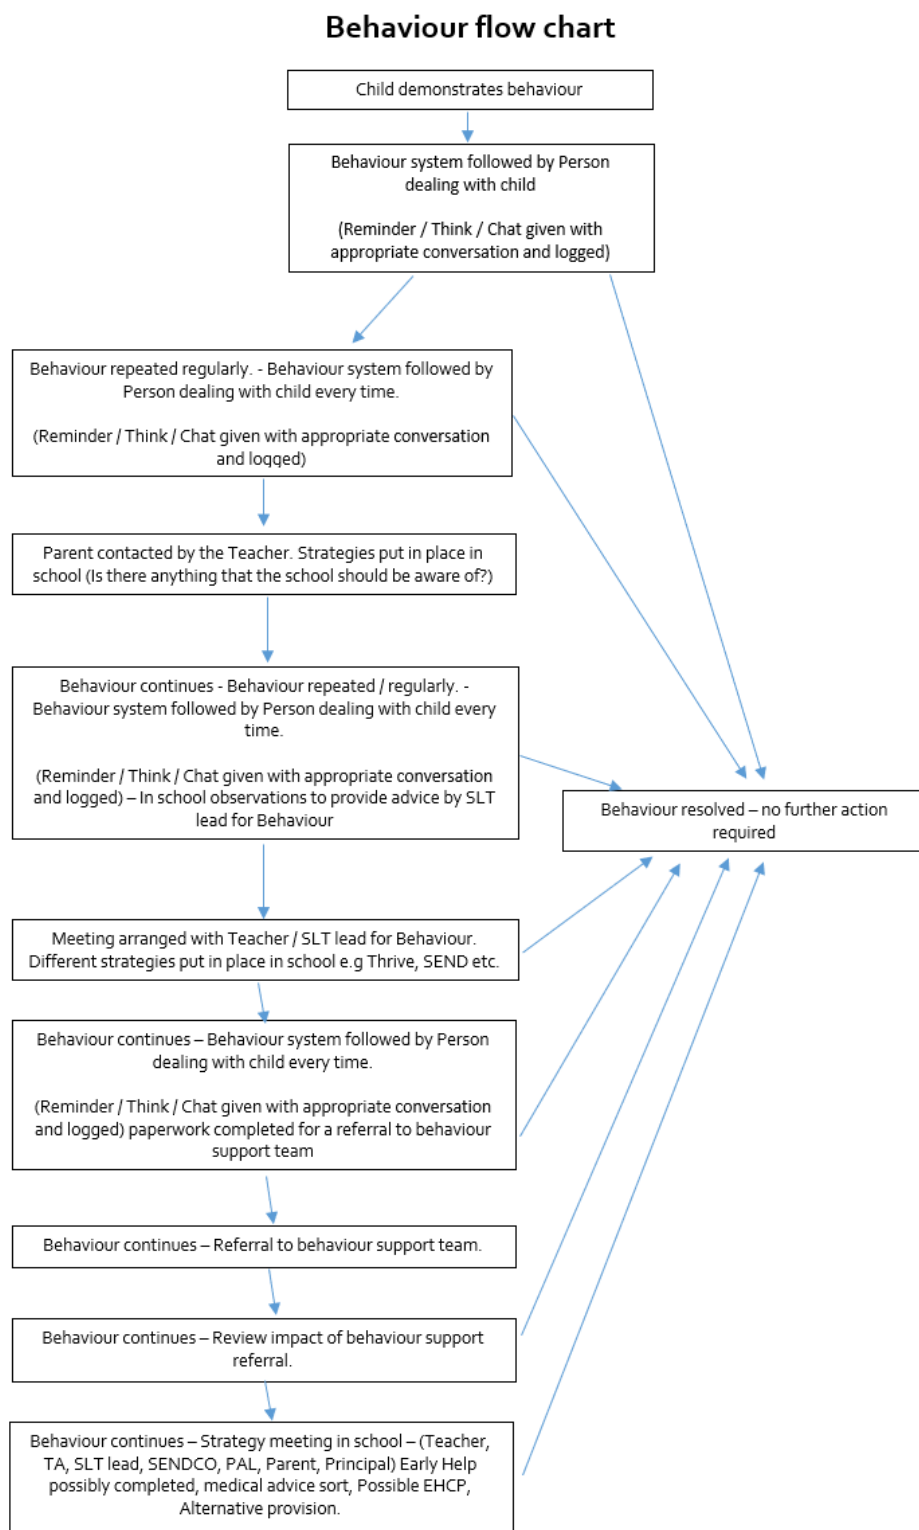 Behaviour flow chart
Child demonstrates behaviour
Behaviour system followed by Person
dealing with child
(Reminder / Think / Chat given with
appropriate conversation and logged)
Behaviour repeated regularly. - Behaviour system followed by
Person dealing with child every time.
(Reminder / Think / Chat given with appropriate conversation
and logged)
Parent contacted by the Teacher. Strategies put in place in
school (Is there anything that the school should be aware of?)
Behaviour continues - Behaviour repeated / regularly. -
Behaviour system followed by Person dealing with child every
time.
(Reminder / Think / Chat given with appropriate conversation
and logged) – In school observations to provide advice by SLT
lead for Behaviour
Behaviour resolved – no further action
required
Meeting arranged with Teacher / SLT lead for Behaviour.
Different strategies put in place in school e.g Thrive, SEND etc.
Behaviour continues – Behaviour system followed by Person
dealing with child every time.
(Reminder / Think / Chat given with appropriate conversation
and logged) paperwork completed for a referral to behaviour
support team
Behaviour continues – Referral to behaviour support team.
Behaviour continues – Review impact of behaviour support
referral.
Behaviour continues – Strategy meeting in school – (Teacher,
TA, SLT lead, SENDCO, PAL, Parent, Principal) Early Help
possibly completed, medical advice sort, Possible EHCP,
Alternative provision.